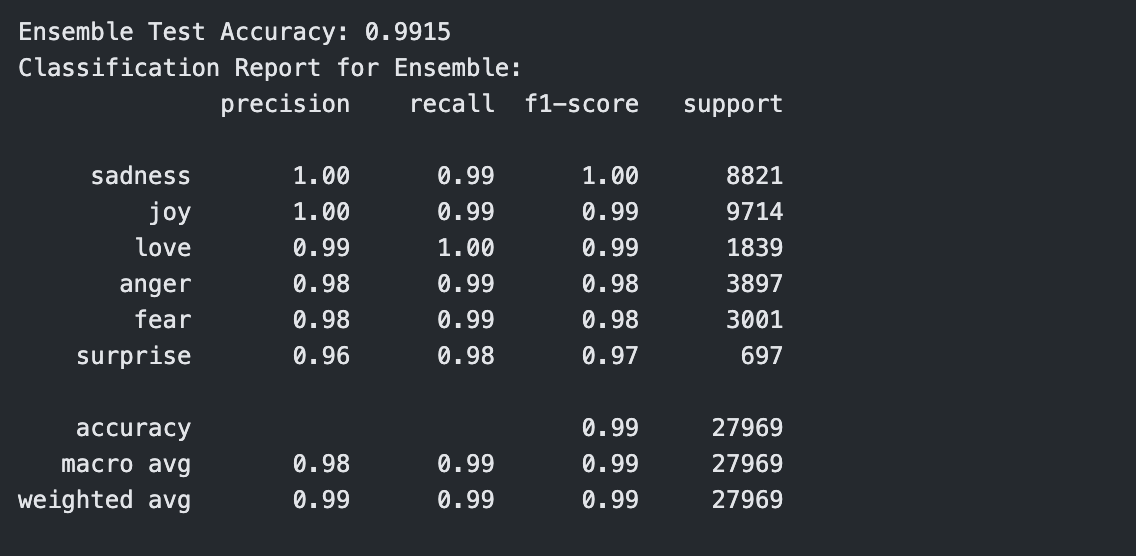 Ensemble Test Accuracy: 0.9915
Classification Report for Ensemble:
precision recall f1-score support
sadness 1.00 0.99 1.00 8821
joy 1.00 0.99 0.99 9714
love 0.99 1.00 0.99 1839
anger 0.98 0.99 0.98 3897
fear 0.98 0.99 0.98 3001
surprise 0.96 0.98 0.97 697
accuracy 0.99 27969
macro avg 0.98 0.99 0.99 27969
weighted avg 0.99 0.99 0.99 27969